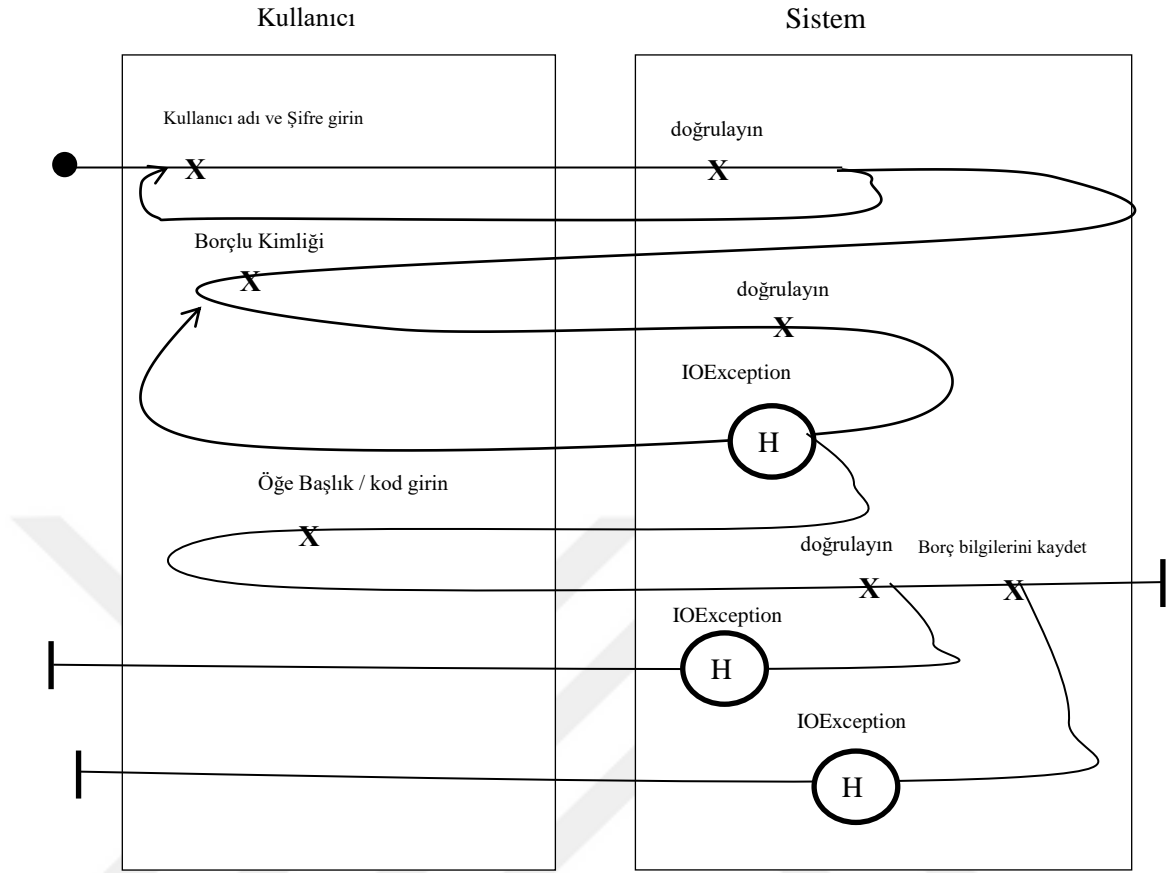 Kullanıcı
Sistem
Kullanıcı adı ve Şifre girin
doğrulayın
X
X
Borçlu Kimliği
X
doğrulayın
X
IOException
H
Öğe Başlık / kod girin
X
doğrulayın
Borç bilgilerini kaydet
X
X
IOException
H
IOException
H